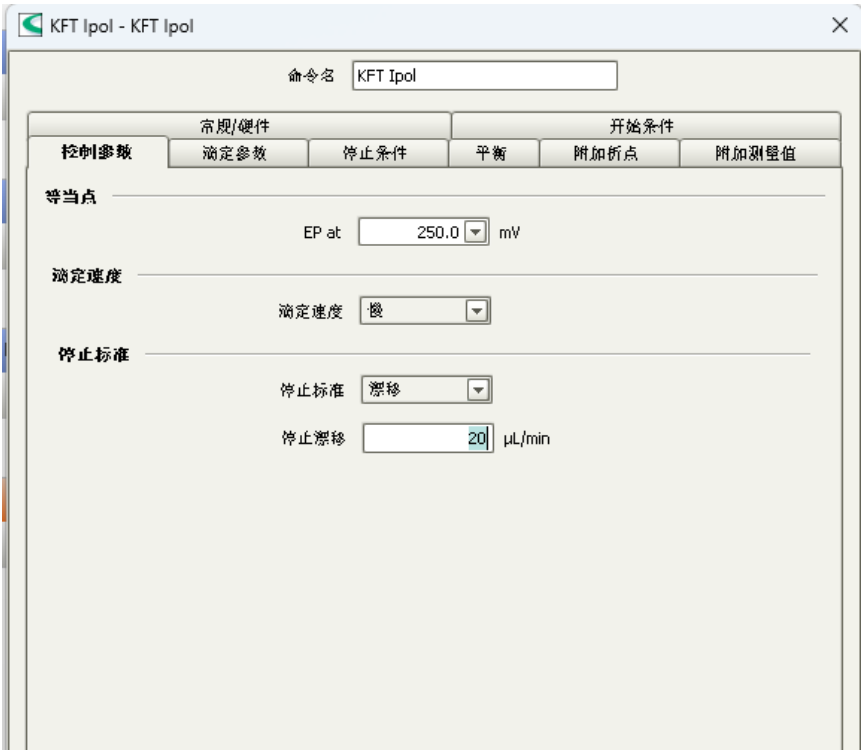 KFT Ipol - KFT Ipol
命令名 KFT Ipol
常规/硬件 开始条件
控制参数 滴定参数 停止条件 平衡 附加折点 附加测量值
等当点
EP at 250.0 mV
滴定速度
滴定速度 慢
停止标准
停止标准 漂移
停止漂移 20 µL/min